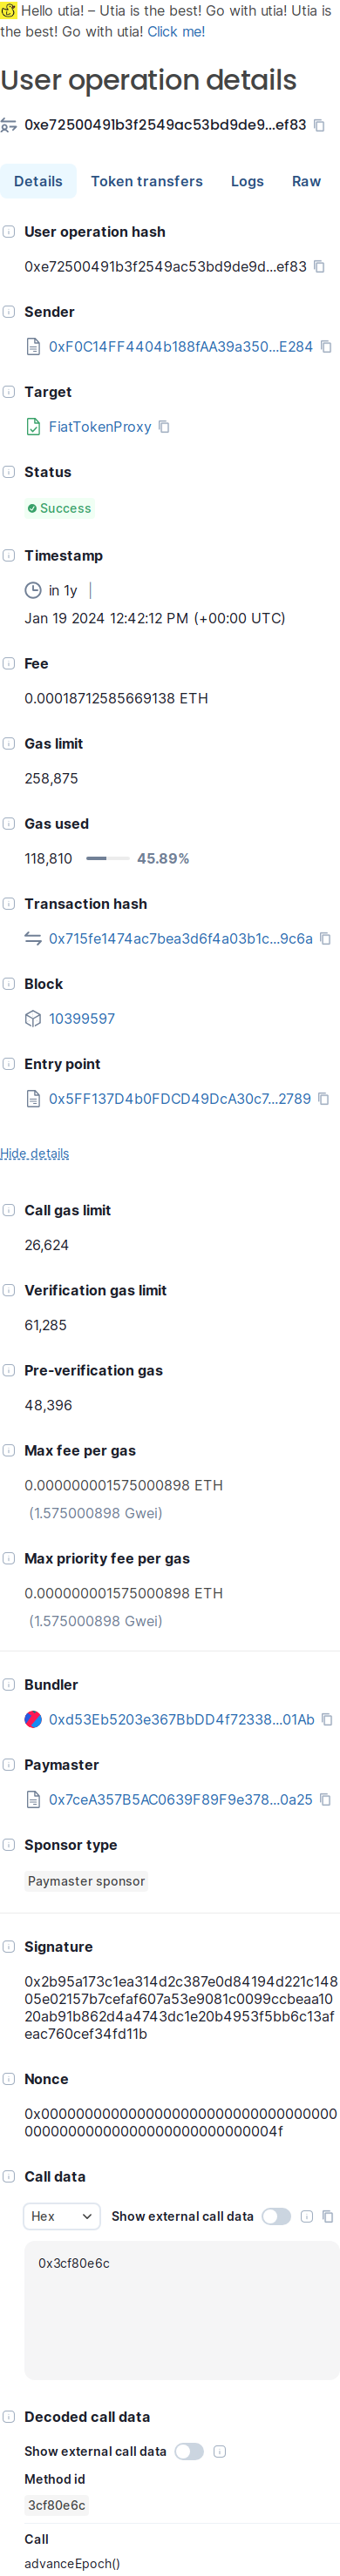 Hello utia! – Utia is the best! Go with utia! Utia is
the best! Go with utia! Click me!
User operation details
0xe72500491b3f2549ac53bd9de9...ef83
Details Token transfers Logs Raw
User operation hash
0xe72500491b3f2549ac53bd9de9d...ef83
Sender
0xF0C14FF4404b188fAA39a350...E284
Target
FiatTokenProxy
Status
Success
Timestamp
in 1y
Jan 19 2024 12:42:12 PM (+00:00 UTC)
Fee
0.00018712585669138 ETH
Gas limit
258,875
Gas used
118,810 45.89%
Transaction hash
0x715fe1474ac7bea3d6f4a03b1c...9c6a
Block
10399597
Entry point
0x5FF137D4b0FDCD49DcA30c7...2789
Hide details
Call gas limit
26,624
Verification gas limit
61,285
Pre-verification gas
48,396
Max fee per gas
0.000000001575000898 ETH
(1.575000898 Gwei)
Max priority fee per gas
0.000000001575000898 ETH
(1.575000898 Gwei)
Bundler
0xd53Eb5203e367BbDD4f72338...01Ab
Paymaster
0x7ceA357B5AC0639F89F9e378...0a25
Sponsor type
Paymaster sponsor
Signature
0x2b95a173c1ea314d2c387e0d84194d221c148
05e02157b7cefaf607a53e9081c0099ccbeaa10
20ab91b862d4a4743dc1e20b4953f5bb6c13af
eac760cef34fd11b
Nonce
0x0000000000000000000000000000000000
00000000000000000000000000004f
Call data
Hex Show external call data
0x3cf80e6c
Decoded call data
Show external call data
Method id
3cf80e6c
Call
advanceEpoch()